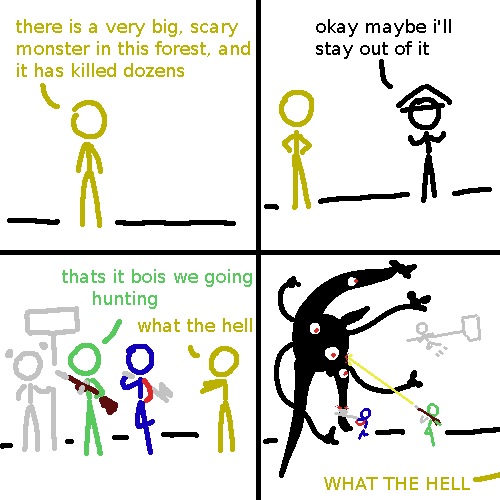 there is a very big, scary
monster in this forest, and
it has killed dozens
okay maybe i'll
stay out of it
thats it bois we going
hunting
what the hell
WHAT THE HELL